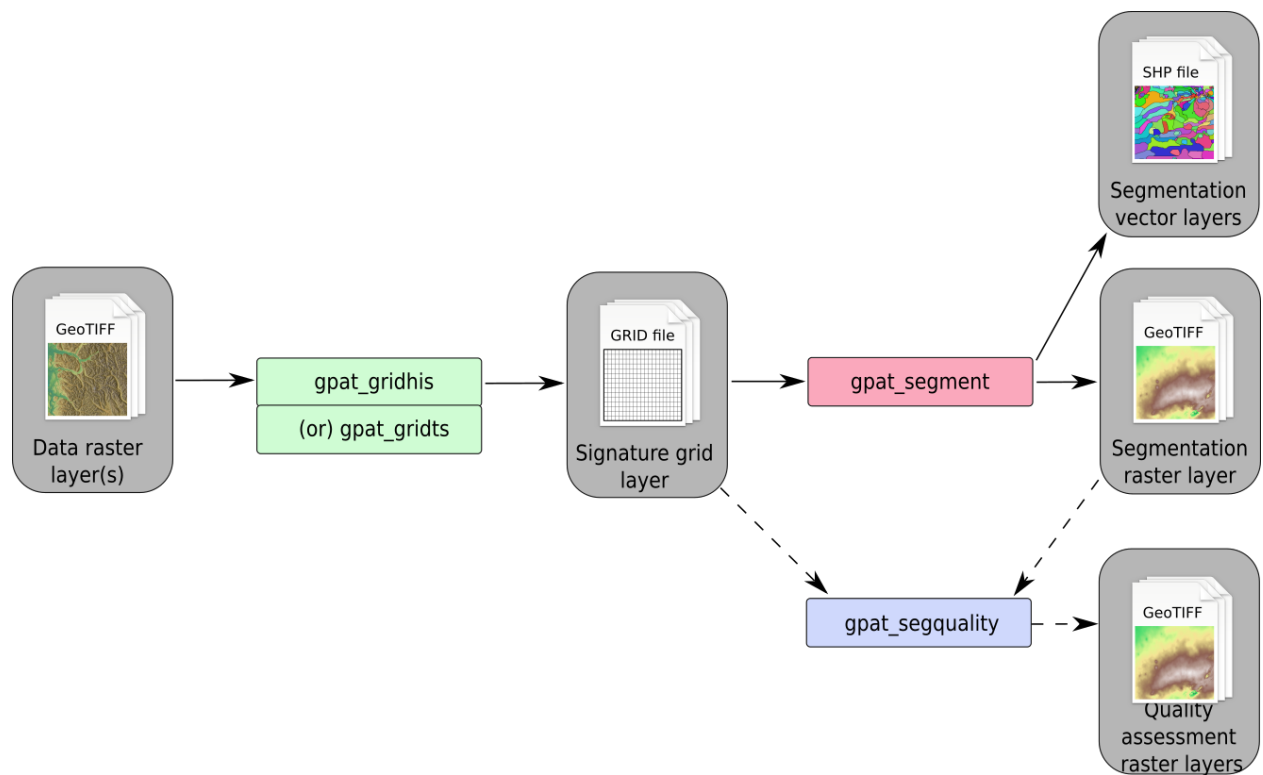 SHP file
Segmentation
vector layers
GeoTIFF
Data raster
layer(s)
gpat_gridhis
(or) gpat_gridts
GRID file
Signature grid
layer
gpat_segment
GeoTIFF
Segmentation
raster layer
gpat_segquality
GeoTIFF
Quality
assessment
raster layers